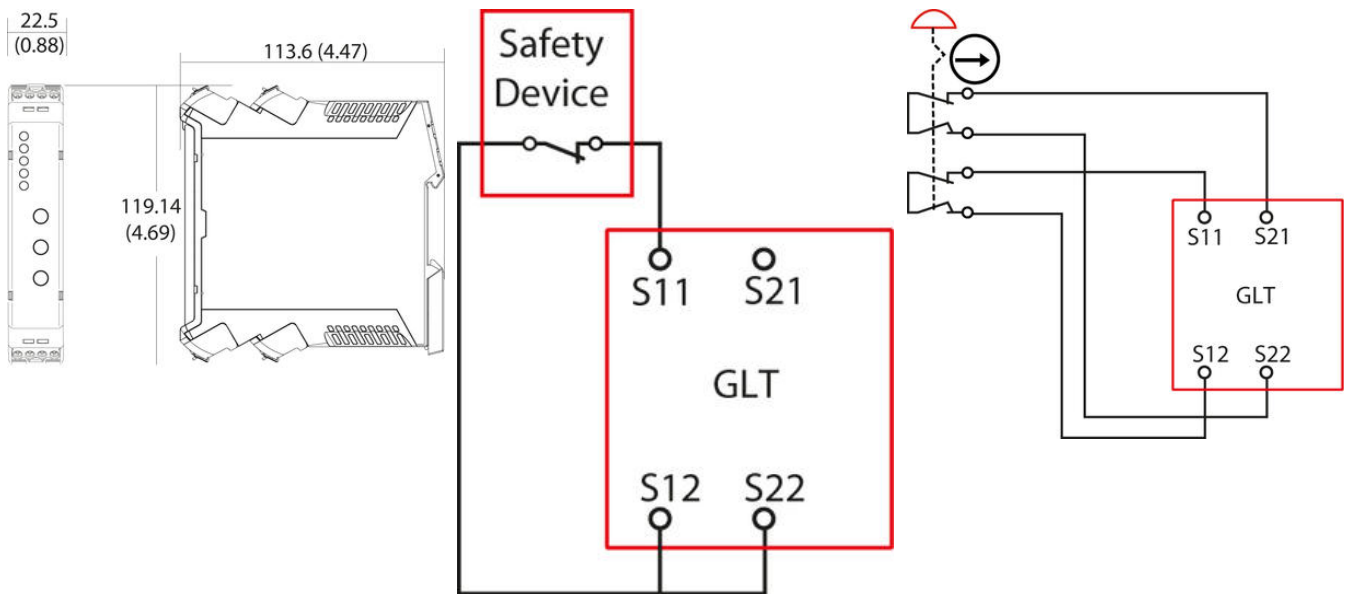 22.5
(0.88)
113.6 (4.47)
119.14
(4.69)
Safety
Device
S11 S21
GLT
S12 S22
S11 S21
GLT
S12 S22